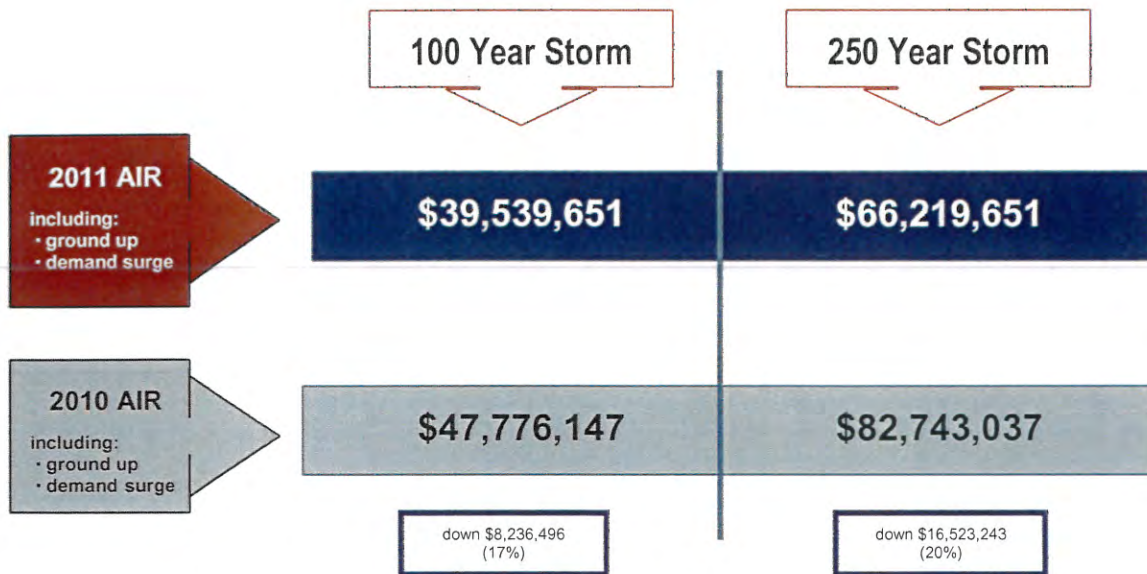 100 Year Storm
250 Year Storm
2011 AIR
including:
· ground up
· demand surge
$39,539,651
$66,219,651
2010 AIR
including:
· ground up
· demand surge
$47,776,147
$82,743,037
down $8,236,496
(17%)
down $16,523,243
(20%)